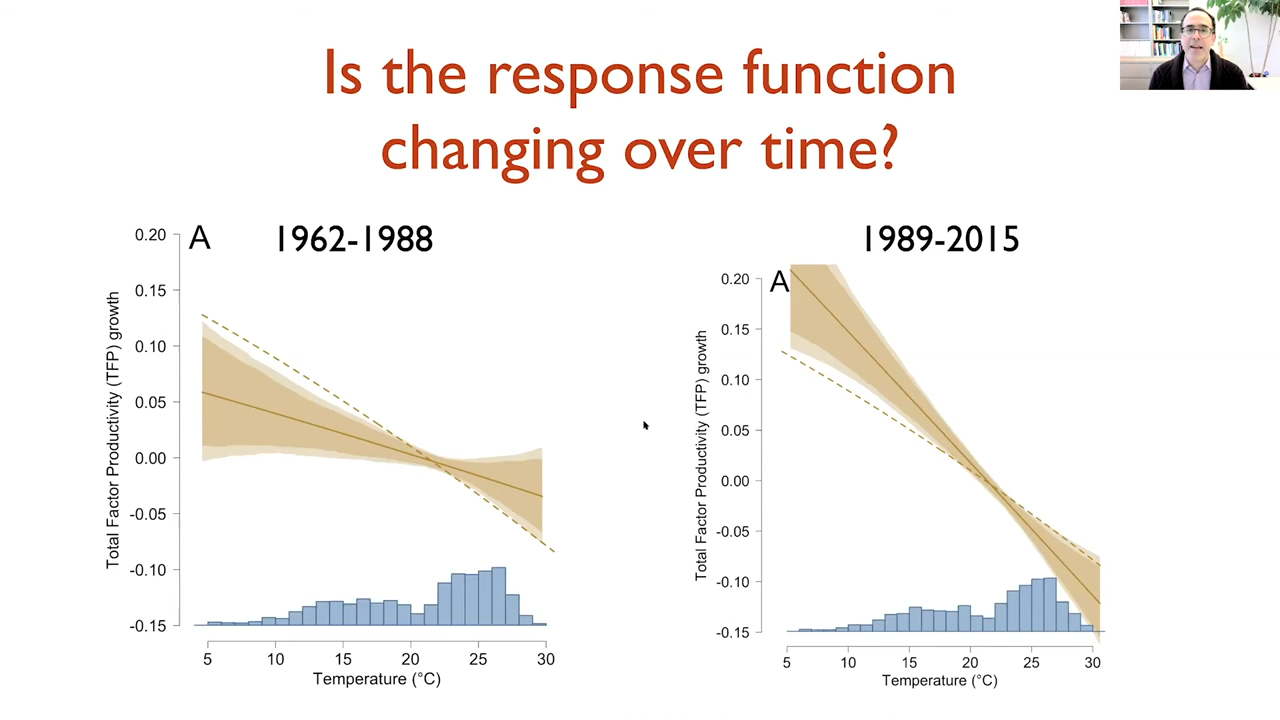 Is the response function
changing over time?
A
1962-1988
0.20
0.15
0.10
0.05
0.00
-0.05
-0.10
-0.15
Total Factor Productivity (TFP) growth
5 10 15 20 25 30
Temperature (°C)
1989-2015
A
0.20
0.15
0.10
0.05
0.00
-0.05
-0.10
-0.15
Total Factor Productivity (TFP) growth
5 10 15 20 25 30
Temperature (°C)